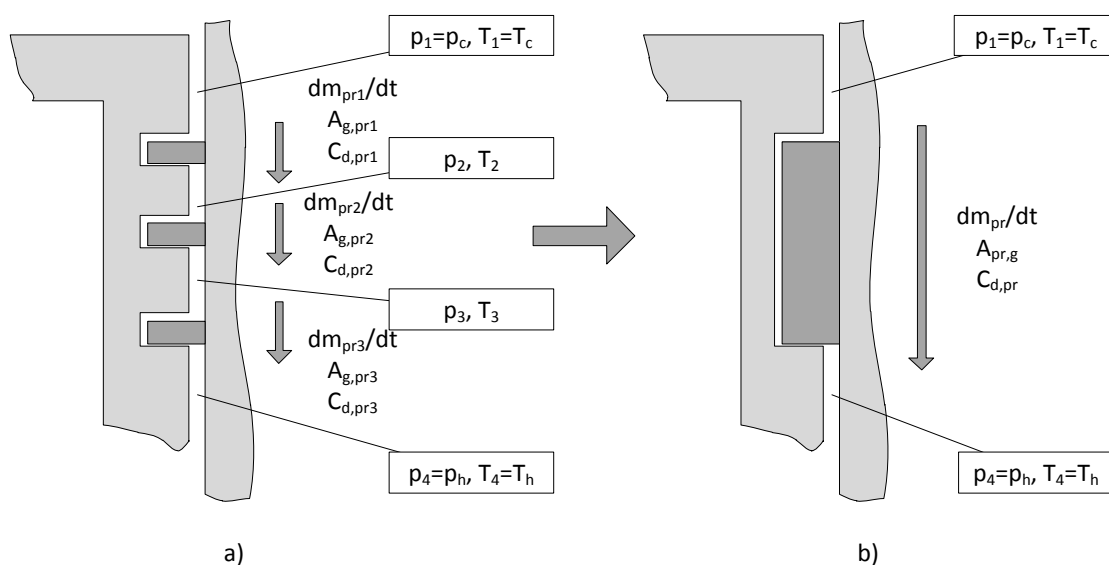 p1=pc, T1=Tc
dmpr1/dt
Ag,pr1
Cd,pr1
p2, T2
dmpr2/dt
Ag,pr2
Cd,pr2
p3, T3
dmpr3/dt
Ag,pr3
Cd,pr3
p4=ph, T4=Th
a)
p1=pc, T1=Tc
dmpr/dt
Apr,g
Cd,pr
p4=ph, T4=Th
b)